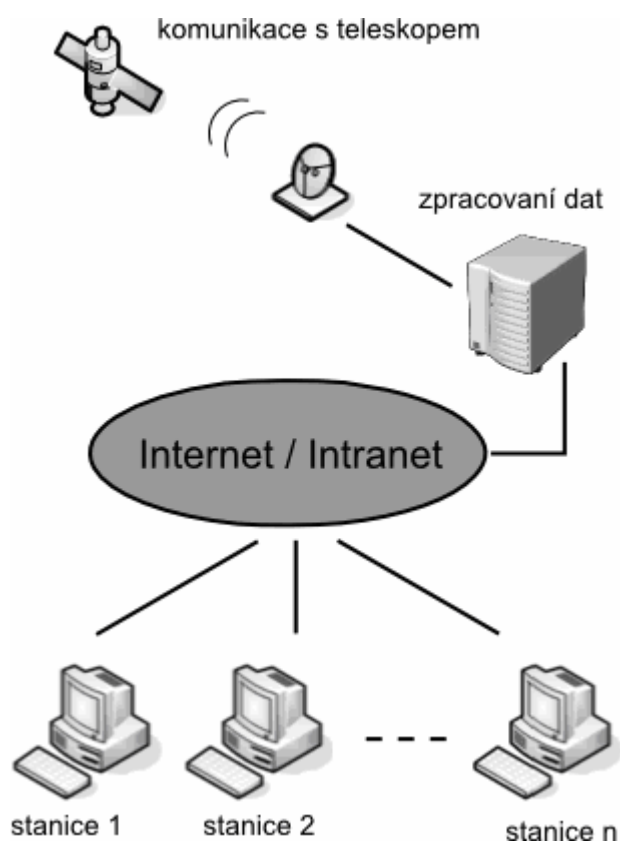 komunikace s teleskopem
zpracovaní dat
Internet / Intranet
stanice 1
stanice 2
stanice n